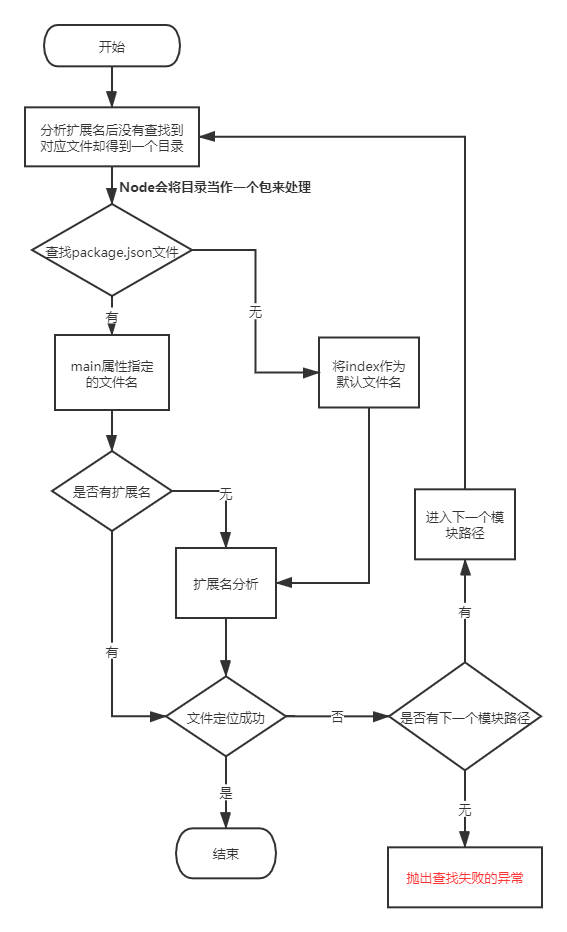 开始
分析扩展名后没有查找到
对应文件却得到一个目录
Node会将目录当作一个包来处理
查找package.json文件
无
有
main属性指定
的文件名
将index作为
默认文件名
是否有扩展名
无
进入下一个模
块路径
扩展名分析
有
有
文件定位成功
否
是否有下一个模块路径
是
无
结束
抛出查找失败的异常